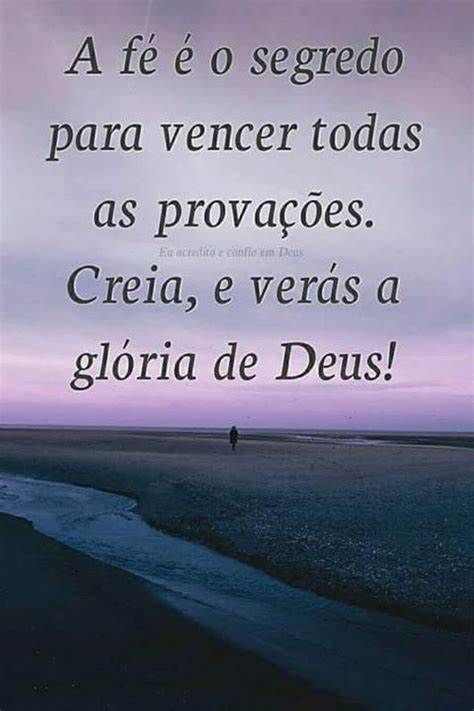 A fé é o segredo
para vencer todas
as provações.
Eu acredito e confio em Deus
Creia, e verás a
glória de Deus!